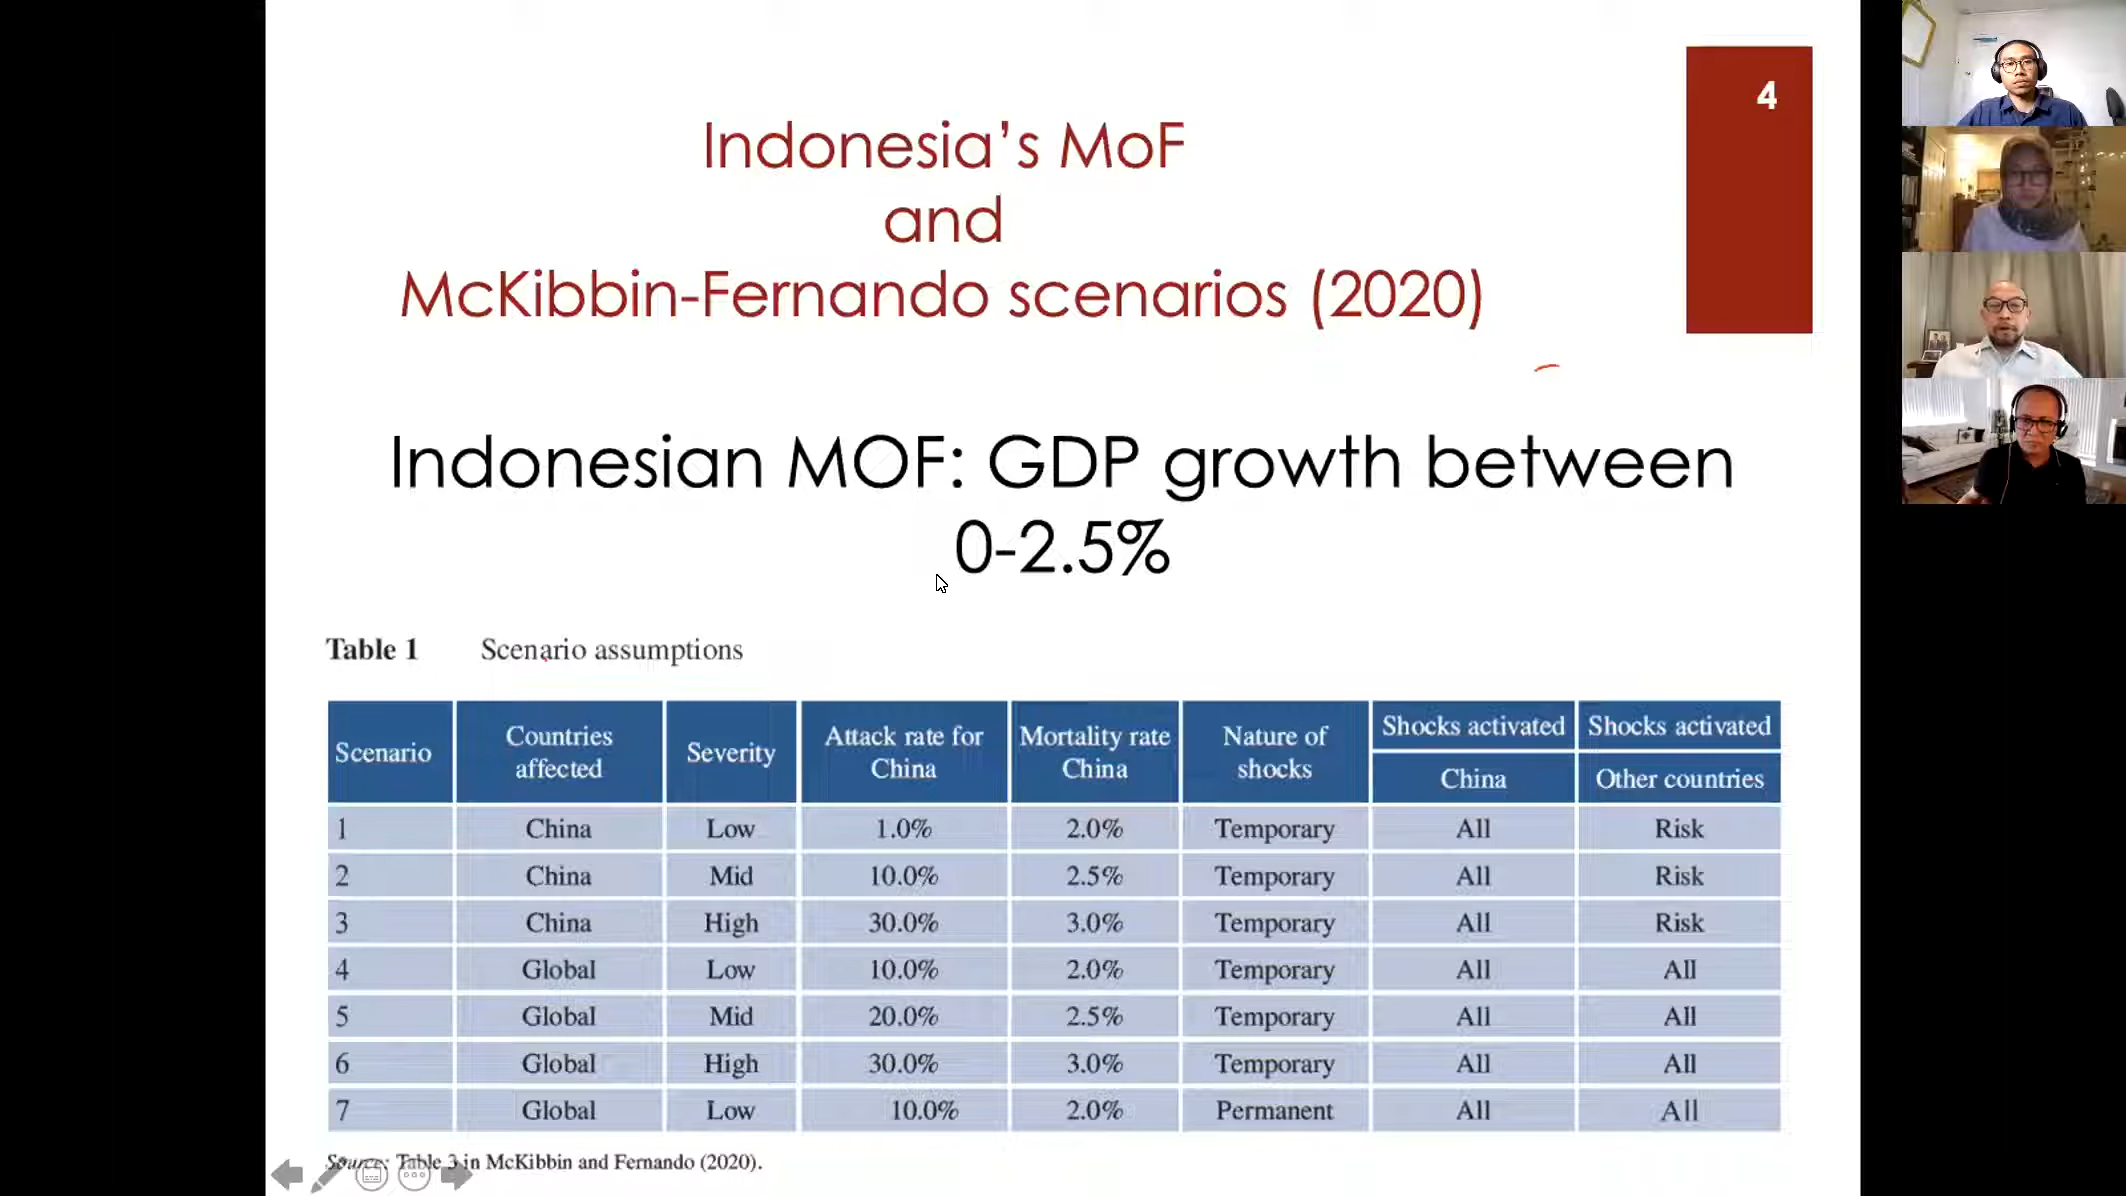 4
Indonesia's MoF
and
McKibbin-Fernando scenarios (2020)
Indonesian MOF: GDP growth between
0-2.5%
Table 1 Scenario assumptions
Scenario Countries affected Severity Attack rate for China Mortality rate China Nature of shocks Shocks activated China Shocks activated Other countries
1 China Low 1.0% 2.0% Temporary All Risk
2 China Mid 10.0% 2.5% Temporary All Risk
3 China High 30.0% 3.0% Temporary All Risk
4 Global Low 10.0% 2.0% Temporary All All
5 Global Mid 20.0% 2.5% Temporary All All
6 Global High 30.0% 3.0% Temporary All All
7 Global Low 10.0% 2.0% Permanent All All
Source: Table 3 in McKibbin and Fernando (2020).